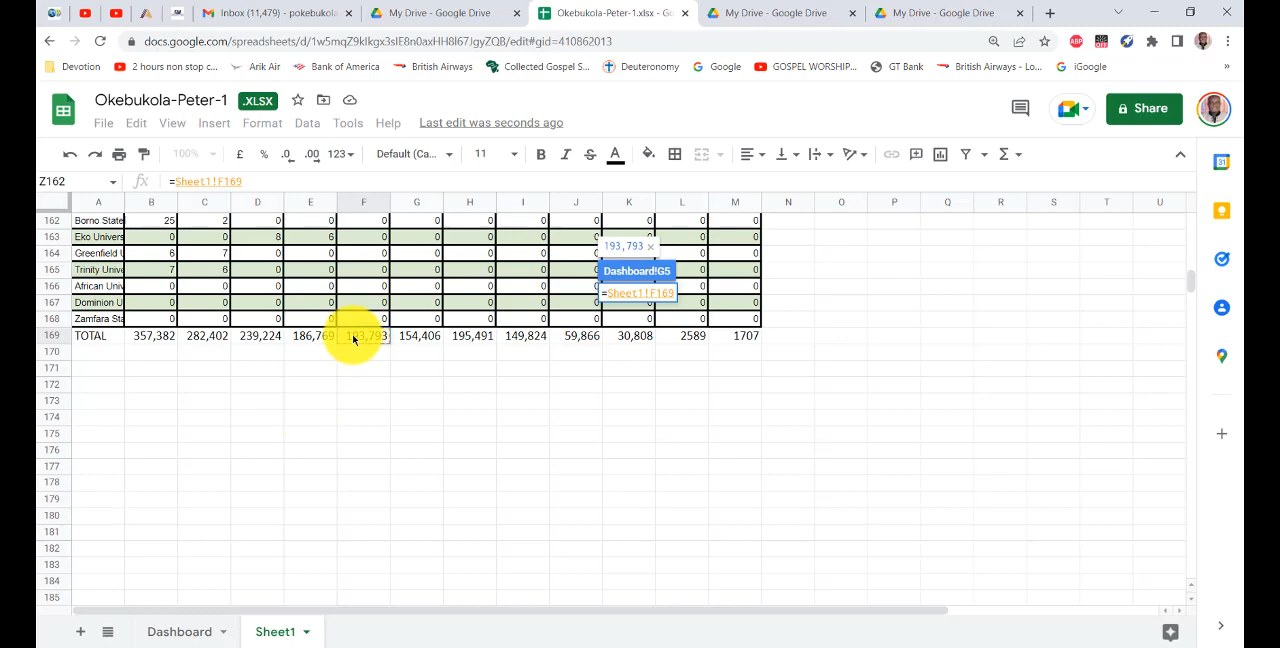 Inbox (11,479) - pokebukola
My Drive - Google Drive
Okebukola-Peter-1.xlsx - Go
My Drive - Google Drive
My Drive - Google Drive
docs.google.com/spreadsheets/d/1w5mqZ9kIkgx3sIE8n0axHH8I67JgyZQB/edit#gid=410862013
Devotion
2 hours non stop c...
Arik Air
Bank of America
British Airways
Collected Gospel S...
Deuteronomy
Google
GOSPEL WORSHIP...
GT Bank
British Airways - Lo...
iGoogle
Okebukola-Peter-1 .XLSX
Share
File Edit View Insert Format Data Tools Help Last edit was seconds ago
100% £ % .0 .00 123 Default (Ca... 11 B I S A
Z162 fx =Sheet1!F169
A B C D E F G H I J K L M N O P Q R S T U
162 Borno State 25 2 0 0 0 0 0 0 0 0 0 0
163 Eko Univers 0 0 8 6 0 0 0 0 0 0 0 0
164 Greenfield U 6 7 0 0 0 0 0 0 0 0 0
193,793 ×
165 Trinity Unive 7 6 0 0 0 0 0 0 0 0 0
Dashboard!G5
166 African Univ 0 0 0 0 0 0 0 0 0 0 0
=Sheet1!F169
167 Dominion U 0 0 0 0 0 0 0 0 0 0 0
168 Zamfara Sta 0 0 0 0 0 0 0 0 0 0 0 0
169 TOTAL 357,382 282,402 239,224 186,769 193,793 154,406 195,491 149,824 59,866 30,808 2589 1707
170
171
172
173
174
175
176
177
178
179
180
181
182
183
184
185
Dashboard
Sheet1
31